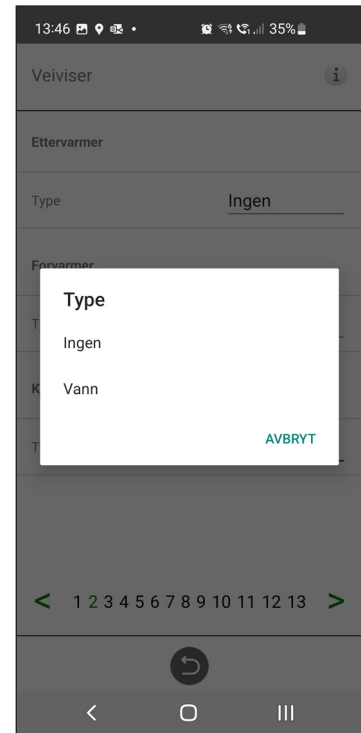 13:46 35%
Veiviser i
Ettervarmer
Type Ingen
Forvarmer
Type
Ingen
Vann
AVBRYT
< 1 2 3 4 5 6 7 8 9 10 11 12 13 >